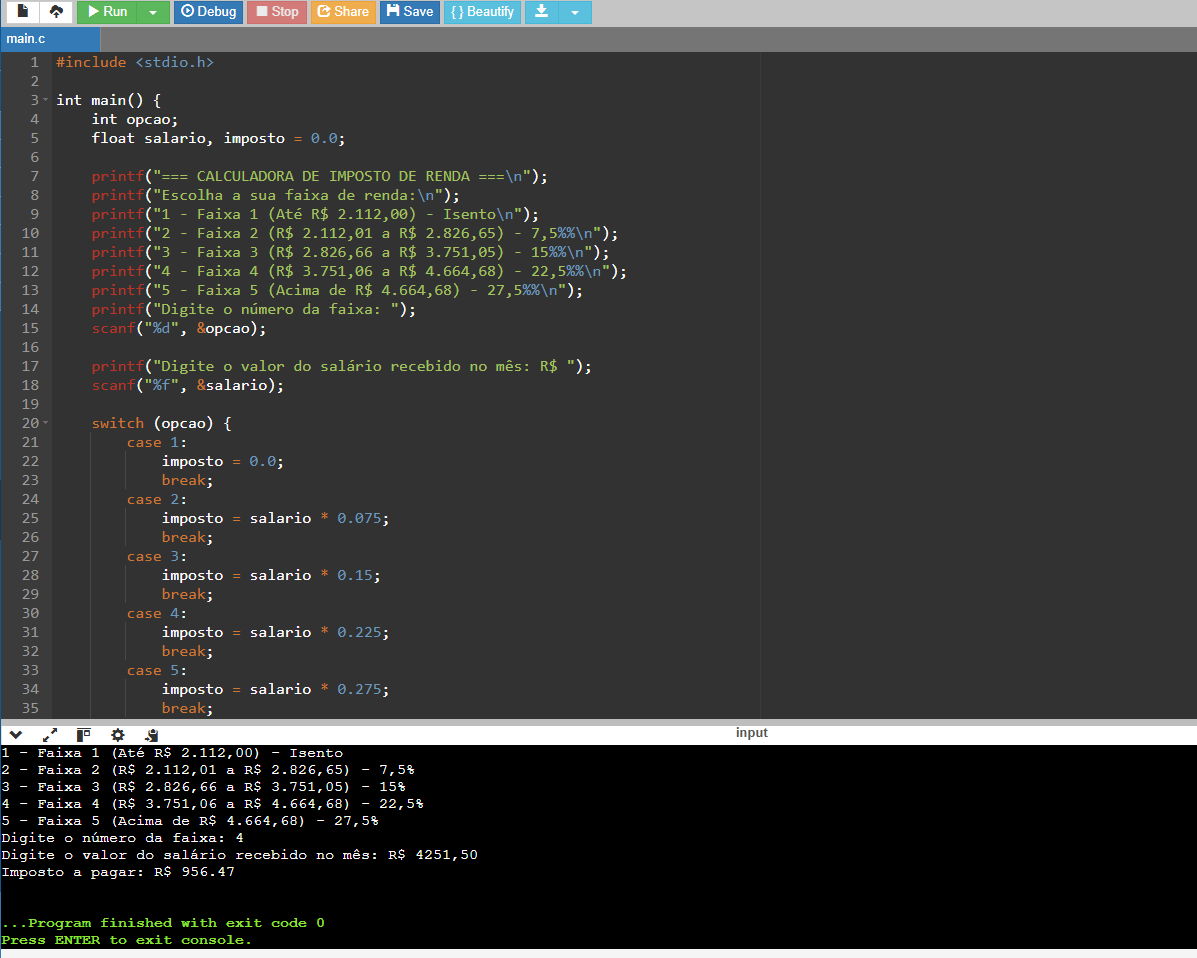 Run Debug Stop Share Save { } Beautify
main.c
1 #include <stdio.h>
2
3 int main() {
4     int opcao;
5     float salario, imposto = 0.0;
6
7     printf("=== CALCULADORA DE IMPOSTO DE RENDA ===\n");
8     printf("Escolha a sua faixa de renda:\n");
9     printf("1 - Faixa 1 (Até R$ 2.112,00) - Isento\n");
10     printf("2 - Faixa 2 (R$ 2.112,01 a R$ 2.826,65) - 7,5%%\n");
11     printf("3 - Faixa 3 (R$ 2.826,66 a R$ 3.751,05) - 15%%\n");
12     printf("4 - Faixa 4 (R$ 3.751,06 a R$ 4.664,68) - 22,5%%\n");
13     printf("5 - Faixa 5 (Acima de R$ 4.664,68) - 27,5%%\n");
14     printf("Digite o número da faixa: ");
15     scanf("%d", &opcao);
16
17     printf("Digite o valor do salário recebido no mês: R$ ");
18     scanf("%f", &salario);
19
20     switch (opcao) {
21         case 1:
22             imposto = 0.0;
23             break;
24         case 2:
25             imposto = salario * 0.075;
26             break;
27         case 3:
28             imposto = salario * 0.15;
29             break;
30         case 4:
31             imposto = salario * 0.225;
32             break;
33         case 5:
34             imposto = salario * 0.275;
35             break;
input
1 - Faixa 1 (Até R$ 2.112,00) - Isento
2 - Faixa 2 (R$ 2.112,01 a R$ 2.826,65) - 7,5%
3 - Faixa 3 (R$ 2.826,66 a R$ 3.751,05) - 15%
4 - Faixa 4 (R$ 3.751,06 a R$ 4.664,68) - 22,5%
5 - Faixa 5 (Acima de R$ 4.664,68) - 27,5%
Digite o número da faixa: 4
Digite o valor do salário recebido no mês: R$ 4251,50
Imposto a pagar: R$ 956.47
...Program finished with exit code 0
Press ENTER to exit console.